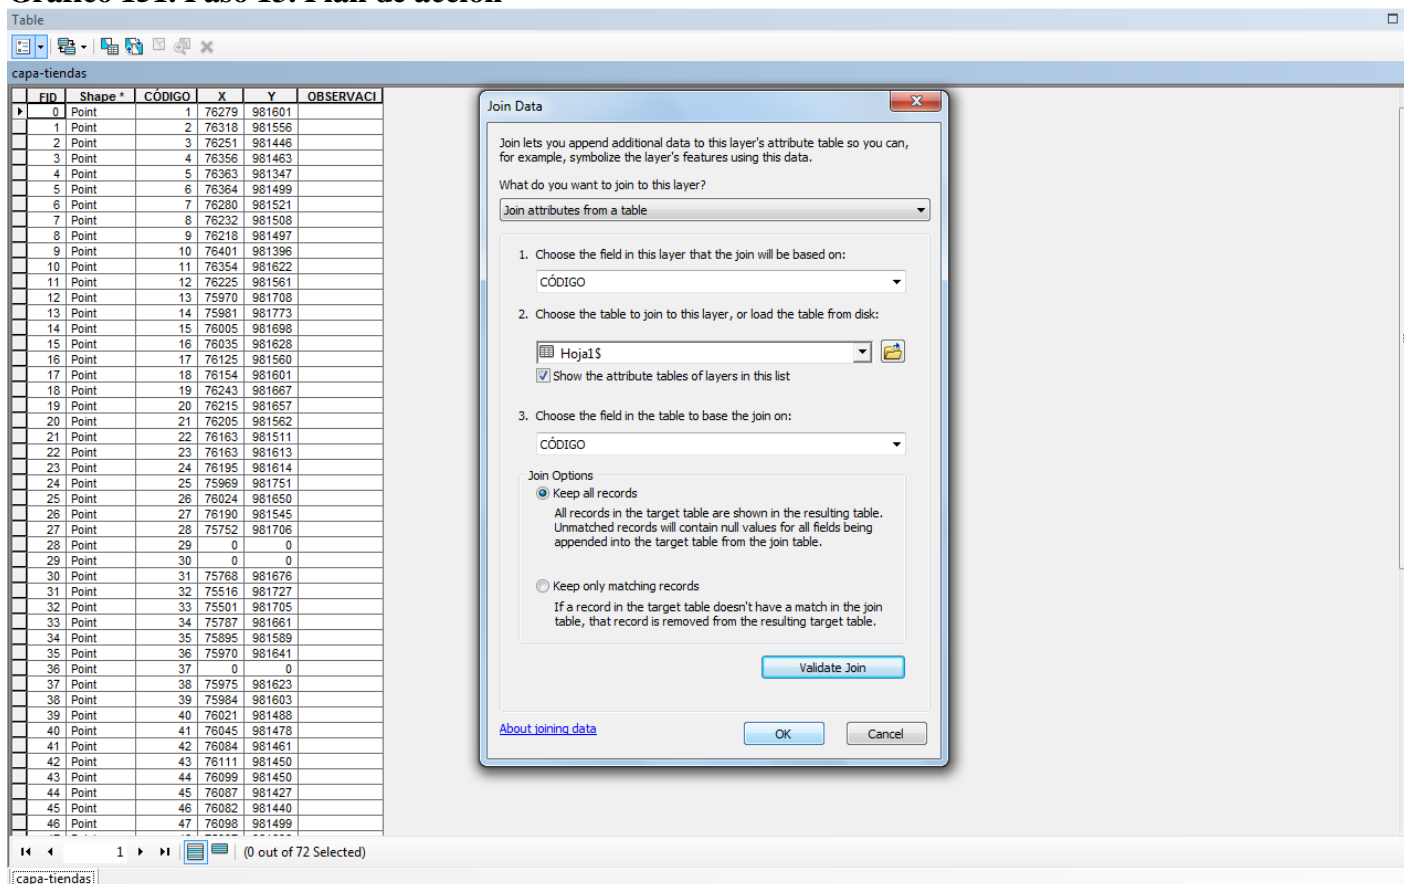 Gráfico 131. Paso 13. Plan de acción
Table
capa-tiendas
FID Shape * CÓDIGO X Y OBSERVACI
0 Point 1 76279 981601
1 Point 2 76318 981556
2 Point 3 76251 981446
3 Point 4 76356 981463
4 Point 5 76363 981347
5 Point 6 76364 981499
6 Point 7 76280 981521
7 Point 8 76232 981508
8 Point 9 76218 981497
9 Point 10 76401 981396
10 Point 11 76354 981622
11 Point 12 76225 981561
12 Point 13 75970 981708
13 Point 14 75981 981773
14 Point 15 76005 981698
15 Point 16 76035 981628
16 Point 17 76125 981560
17 Point 18 76154 981601
18 Point 19 76243 981667
19 Point 20 76215 981657
20 Point 21 76205 981562
21 Point 22 76163 981511
22 Point 23 76163 981613
23 Point 24 76195 981614
24 Point 25 75969 981751
25 Point 26 76024 981650
26 Point 27 76190 981545
27 Point 28 75752 981706
28 Point 29 0 0
29 Point 30 0 0
30 Point 31 75768 981676
31 Point 32 75516 981727
32 Point 33 75501 981705
33 Point 34 75787 981661
34 Point 35 75895 981589
35 Point 36 75970 981641
36 Point 37 0 0
37 Point 38 75975 981623
38 Point 39 75984 981603
39 Point 40 76021 981488
40 Point 41 76045 981478
41 Point 42 76084 981461
42 Point 43 76111 981450
43 Point 44 76099 981450
44 Point 45 76087 981427
45 Point 46 76082 981440
46 Point 47 76098 981499
1
(0 out of 72 Selected)
capa-tiendas
Join Data
Join lets you append additional data to this layer's attribute table so you can,
for example, symbolize the layer's features using this data.
What do you want to join to this layer?
Join attributes from a table
1. Choose the field in this layer that the join will be based on:
CÓDIGO
2. Choose the table to join to this layer, or load the table from disk:
Hoja1$
Show the attribute tables of layers in this list
3. Choose the field in the table to base the join on:
CÓDIGO
Join Options
Keep all records
All records in the target table are shown in the resulting table.
Unmatched records will contain null values for all fields being
appended into the target table from the join table.
Keep only matching records
If a record in the target table doesn't have a match in the join
table, that record is removed from the resulting target table.
Validate Join
About joining data
OK
Cancel